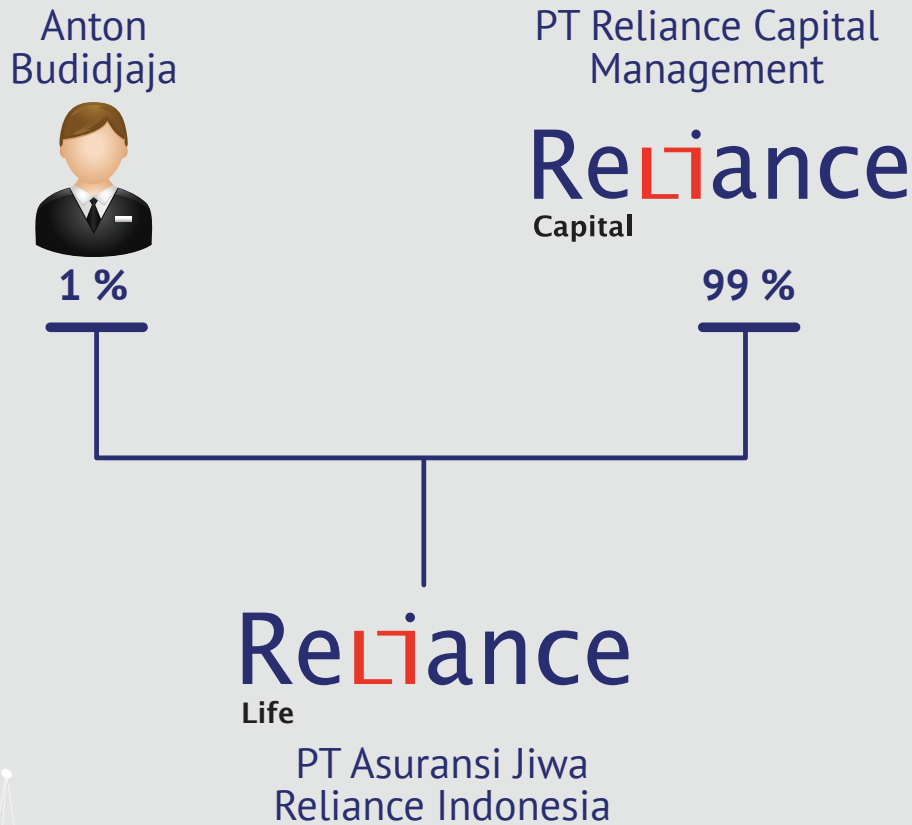 Anton
Budidjaja
PT Reliance Capital
Management
Reliance
Capital
1 %
99 %
Reliance
Life
PT Asuransi Jiwa
Reliance Indonesia